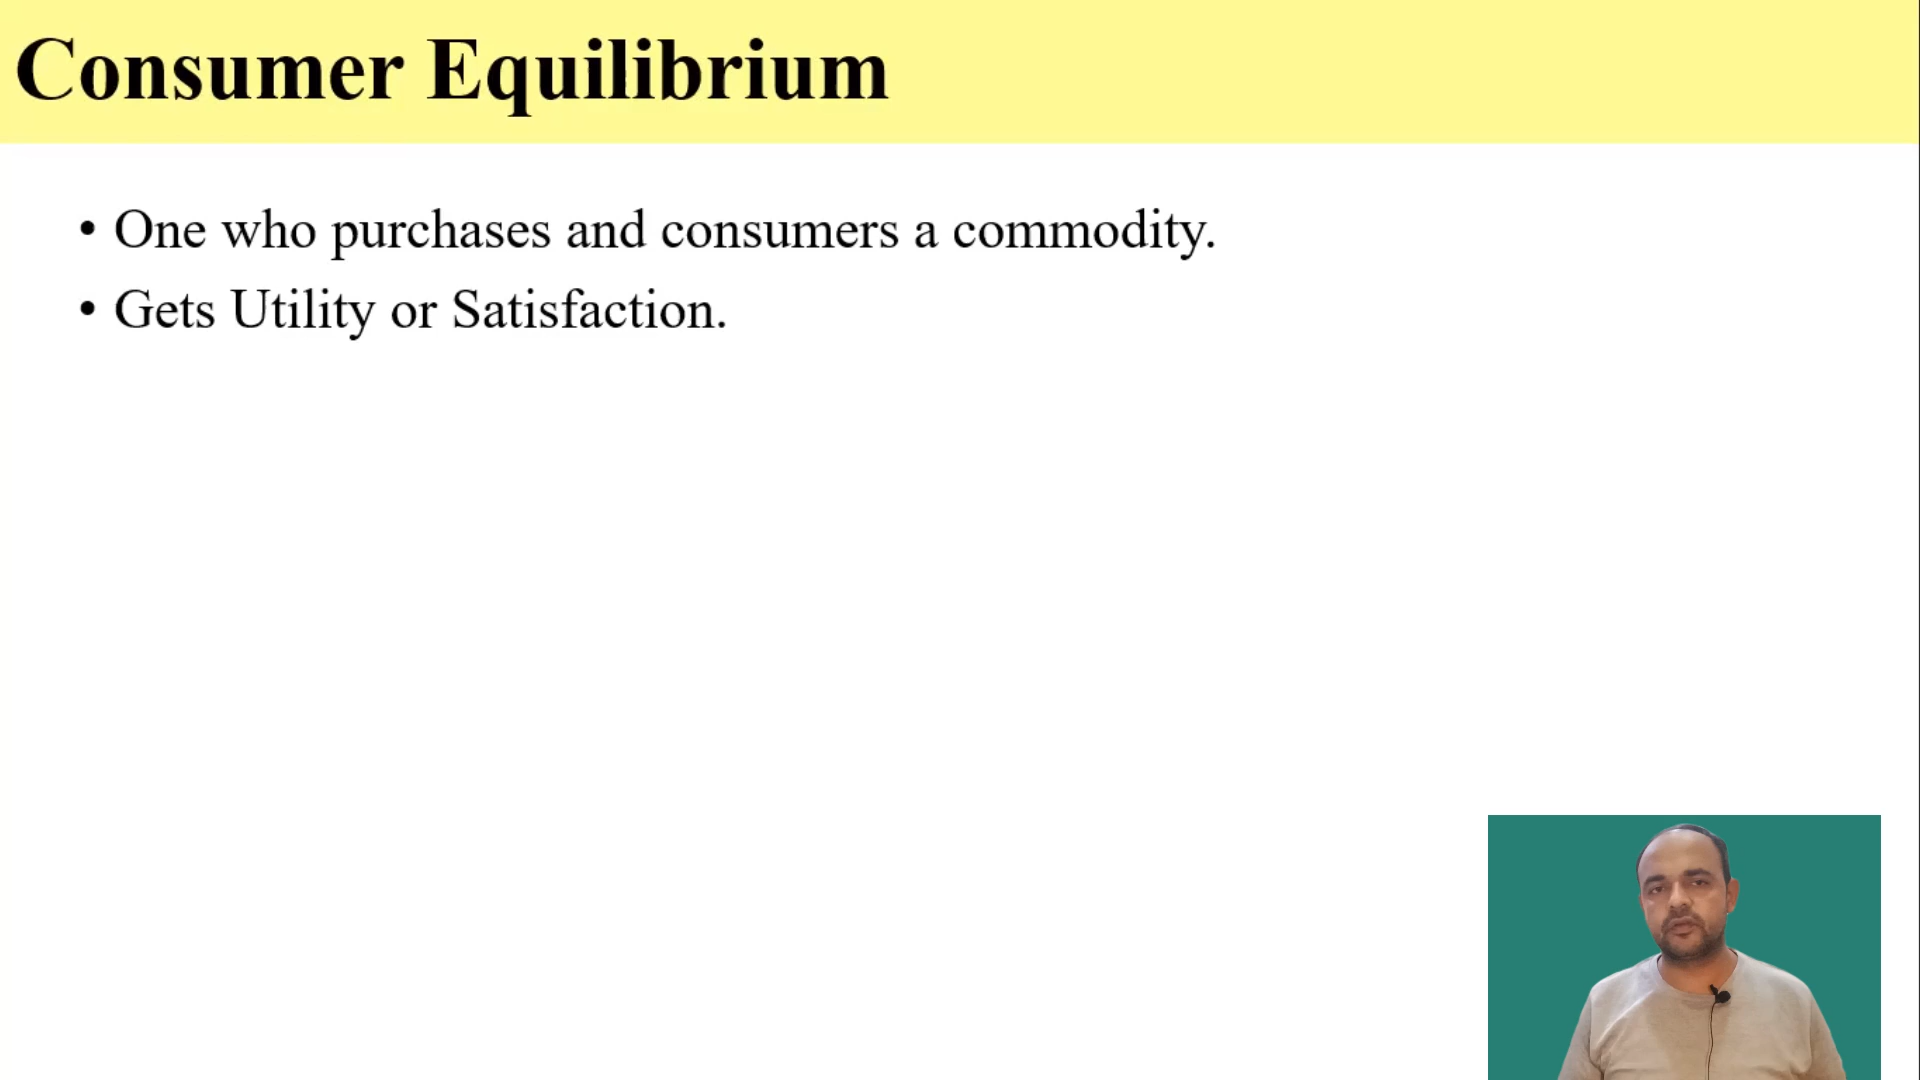 Consumer Equilibrium
• One who purchases and consumers a commodity.
• Gets Utility or Satisfaction.